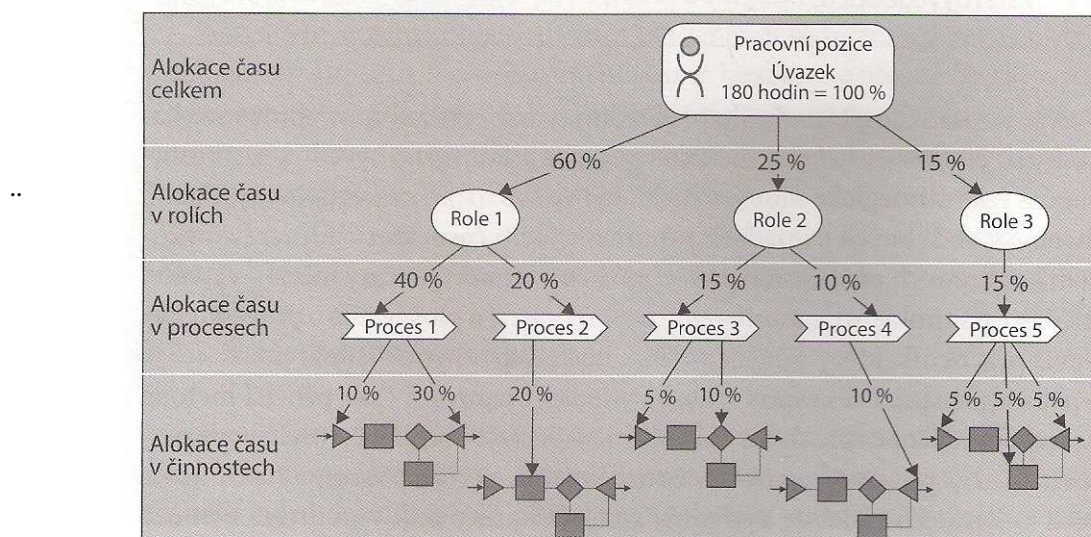 Pracovní pozice
Úvazek
180 hodin = 100 %
Alokace času
celkem
60 %
25 %
15 %
Alokace času
v rolích
Role 1
Role 2
Role 3
40 %
20 %
15 %
10 %
15 %
Alokace času
v procesech
Proces 1
Proces 2
Proces 3
Proces 4
Proces 5
10 %
30 %
20 %
5 %
10 %
10 %
5 %
5 %
5 %
Alokace času
v činnostech